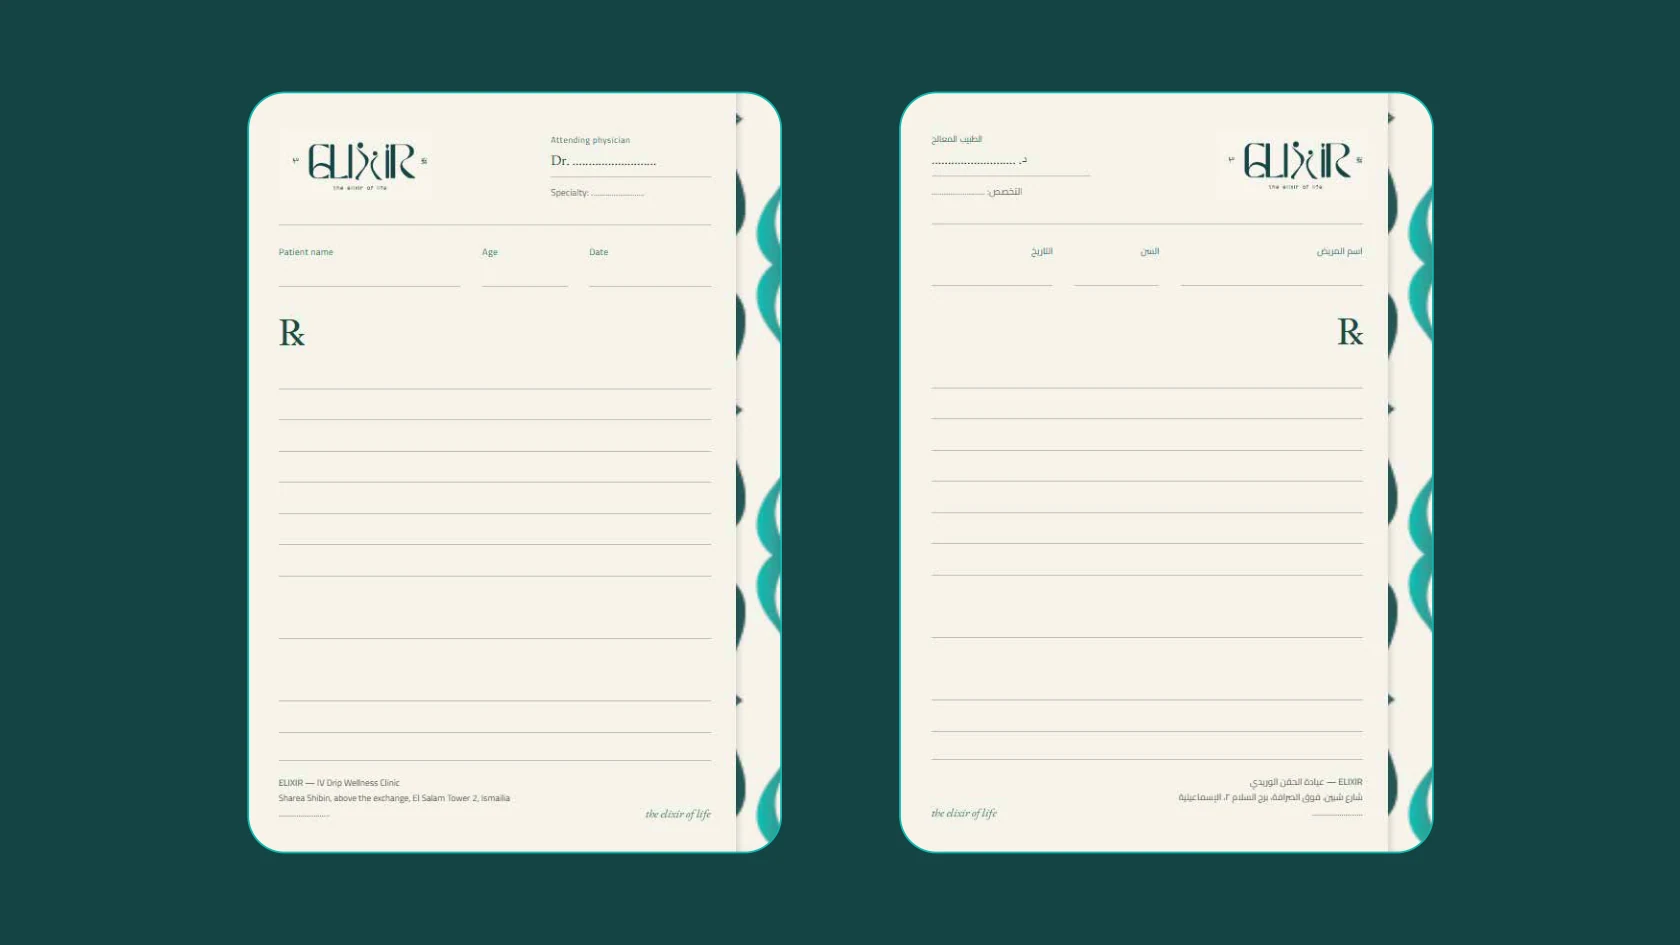 ELIXIR
the elixir of life
Attending physician
Dr. ..........................
Specialty: ........................
Patient name
Age
Date
℞
ELIXIR — IV Drip Wellness Clinic
Sharea Shibin, above the exchange, El Salam Tower 2, Ismailia
........................
the elixir of life
ELIXIR
the elixir of life
الطبيب المعالج
د. ..........................
التخصص: ........................
اسم المريض
السن
التاريخ
℞
ELIXIR — عيادة الحقن الوريدي
شارع شبين، فوق الصرافة، برج السلام ٢، الإسماعيلية
........................
the elixir of life